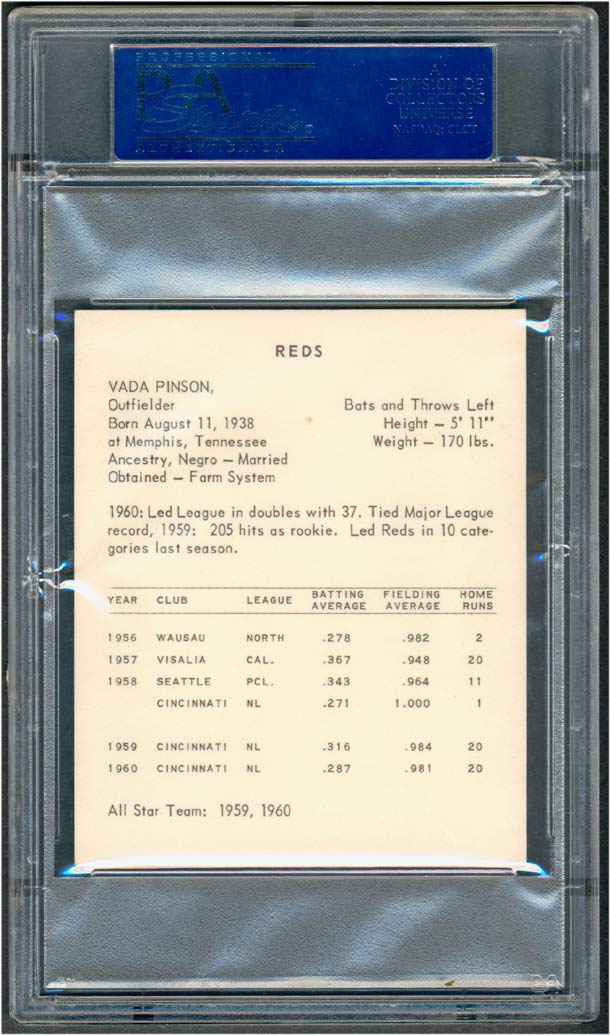 PROFESSIONAL
PSA
Sports
AUTHENTICATOR
A
DIVISION OF
COLLECTORS
UNIVERSE
NASDAQ: CLCT
REDS
VADA PINSON,
Outfielder
Born August 11, 1938
at Memphis, Tennessee
Ancestry, Negro — Married
Obtained — Farm System
Bats and Throws Left
Height — 5' 11"
Weight — 170 lbs.
1960: Led League in doubles with 37. Tied Major League
record, 1959: 205 hits as rookie. Led Reds in 10 cate-
gories last season.
YEAR CLUB LEAGUE BATTING AVERAGE FIELDING AVERAGE HOME RUNS
1956 WAUSAU NORTH .278 .982 2
1957 VISALIA CAL. .367 .948 20
1958 SEATTLE PCL. .343 .964 11
CINCINNATI NL .271 1.000 1
1959 CINCINNATI NL .316 .984 20
1960 CINCINNATI NL .287 .981 20
All Star Team: 1959, 1960